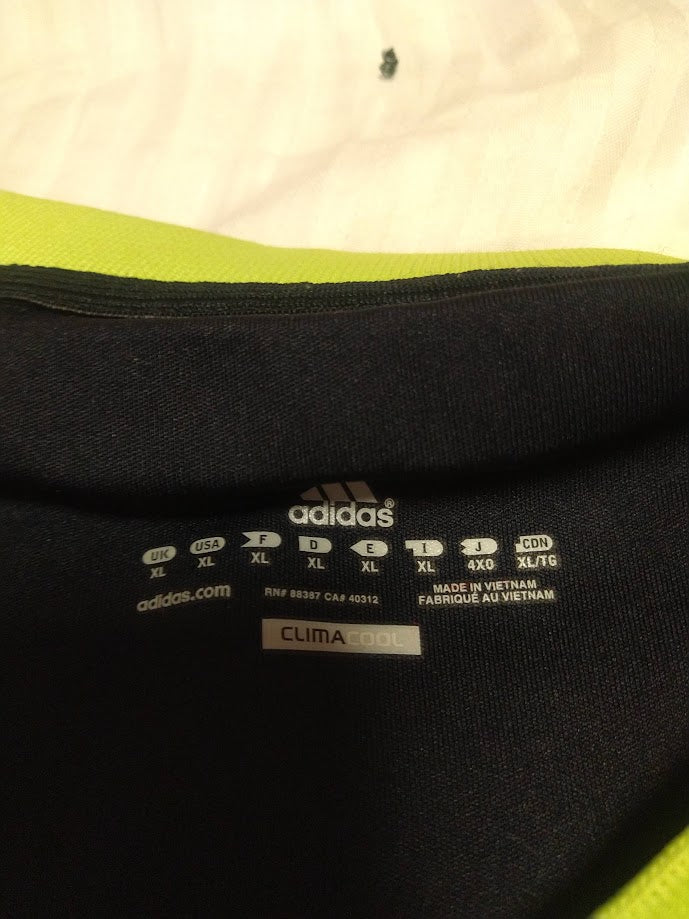 adidas®
UK USA F D E I J CDN
XL XL XL XL XL XL 4XO XL/TG
adidas.com RN# 88387 CA# 40312 MADE IN VIETNAM
FABRIQUÉ AU VIETNAM
CLIMACOOL